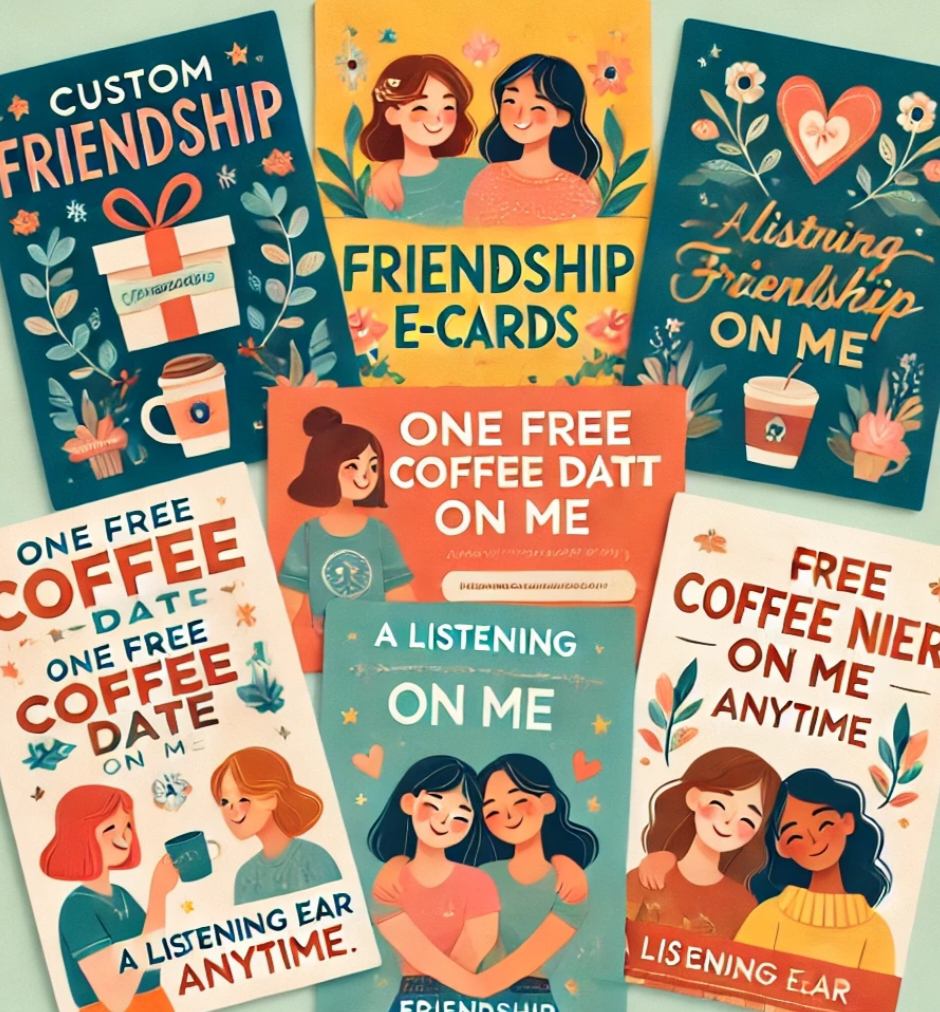 CUSTOM
FRIENDSHIP
FRIENDSHIP
E-CARDS
Alistning
Friendship
ON ME
ONE FREE
COFFEE DATT
ON ME
ONE FREE
COFFEE
DATE
ONE FREE
COFFEE
DATE
ON ME
A LISTENING EAR
ANYTIME.
A LISTENING
ON ME
FRIENDSHIP
FREE
COFFEE NIER
ON ME
ANYTIME
A LISENING EAR